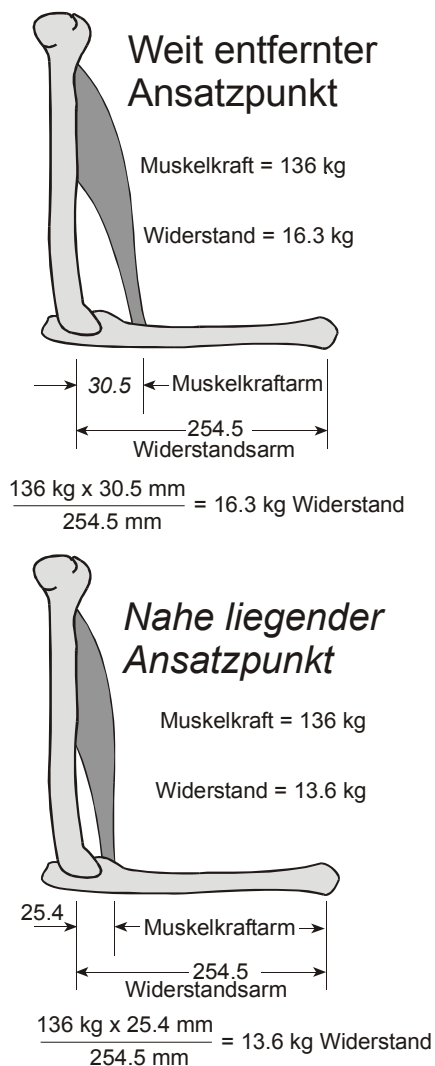 Weit entfernter
Ansatzpunkt
Muskelkraft = 136 kg
Widerstand = 16.3 kg
30.5 Muskelkraftarm
254.5
Widerstandsarm
136 kg x 30.5 mm
254.5 mm
= 16.3 kg Widerstand
Nahe liegender
Ansatzpunkt
Muskelkraft = 136 kg
Widerstand = 13.6 kg
25.4
Muskelkraftarm
254.5
Widerstandsarm
136 kg x 25.4 mm
254.5 mm
= 13.6 kg Widerstand